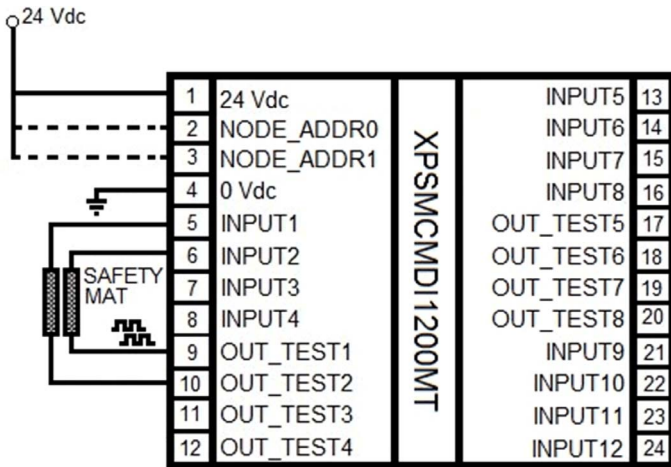 24 Vdc
1 24 Vdc
2 NODE_ADDR0
3 NODE_ADDR1
4 0 Vdc
5 INPUT1
6 INPUT2
7 INPUT3
8 INPUT4
9 OUT_TEST1
10 OUT_TEST2
11 OUT_TEST3
12 OUT_TEST4
SAFETY
MAT
XPSMCMDI1200MT
INPUT5 13
INPUT6 14
INPUT7 15
INPUT8 16
OUT_TEST5 17
OUT_TEST6 18
OUT_TEST7 19
OUT_TEST8 20
INPUT9 21
INPUT10 22
INPUT11 23
INPUT12 24